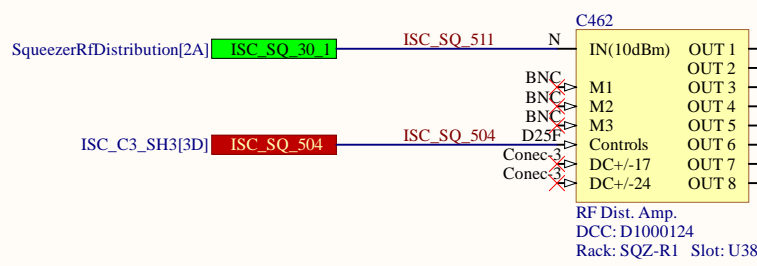 C462
ISC_SQ_511 N
SqueezerRfDistribution[2A] ISC_SQ_30_1 IN(10dBm) OUT 1
OUT 2
BNC M1 OUT 3
BNC M2 OUT 4
BNC M3 OUT 5
ISC_C3_SH3[3D] ISC_SQ_504 ISC_SQ_504 D25F Controls OUT 6
Conec-3 DC+/-17 OUT 7
Conec-3 DC+/-24 OUT 8
RF Dist. Amp.
DCC: D1000124
Rack: SQZ-R1 Slot: U38